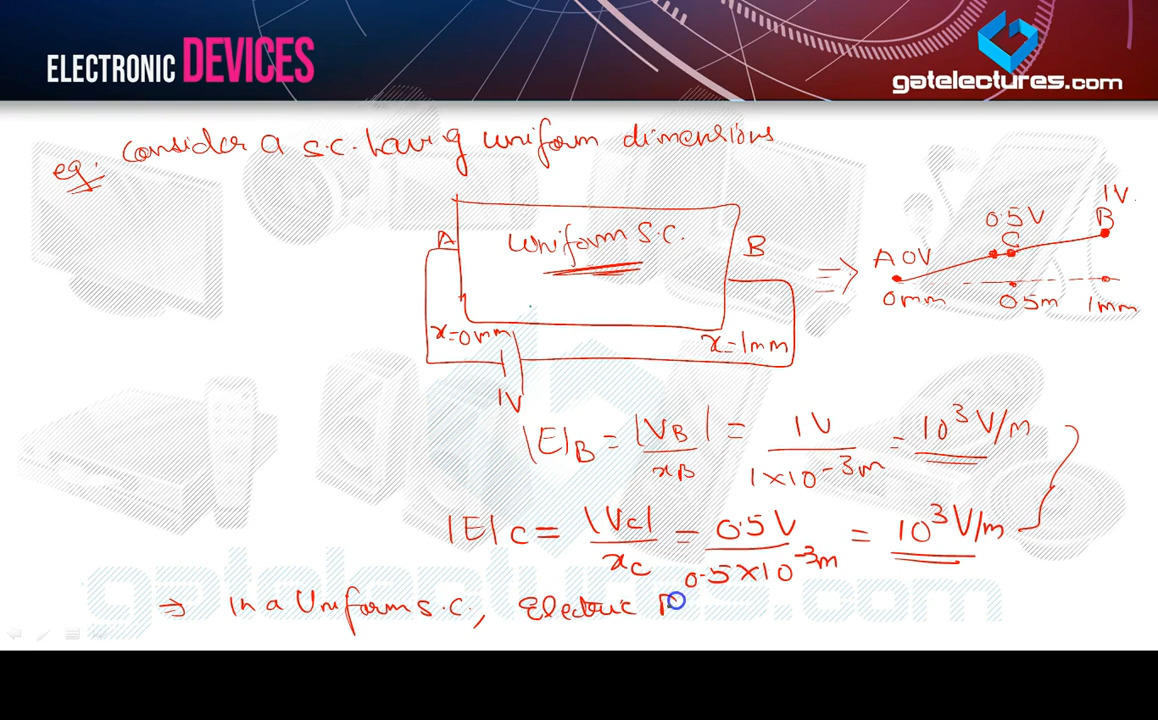 ELECTRONIC DEVICES
gatelectures.com
eg. Consider a s.c. having uniform dimensions
A
uniform s.c.
B
x=0mm
x=1mm
1V
=> A 0V
0.5V
C
1V.
B
0mm
0.5m
1mm
|E|B = |VB| / xB = 1V / 1×10-3m = 10³ V/m
|E|C = |Vc| / xC = 0.5V / 0.5×10-3m = 10³ V/m
⇒ In a Uniform s.c., Electric
gatelectures.com